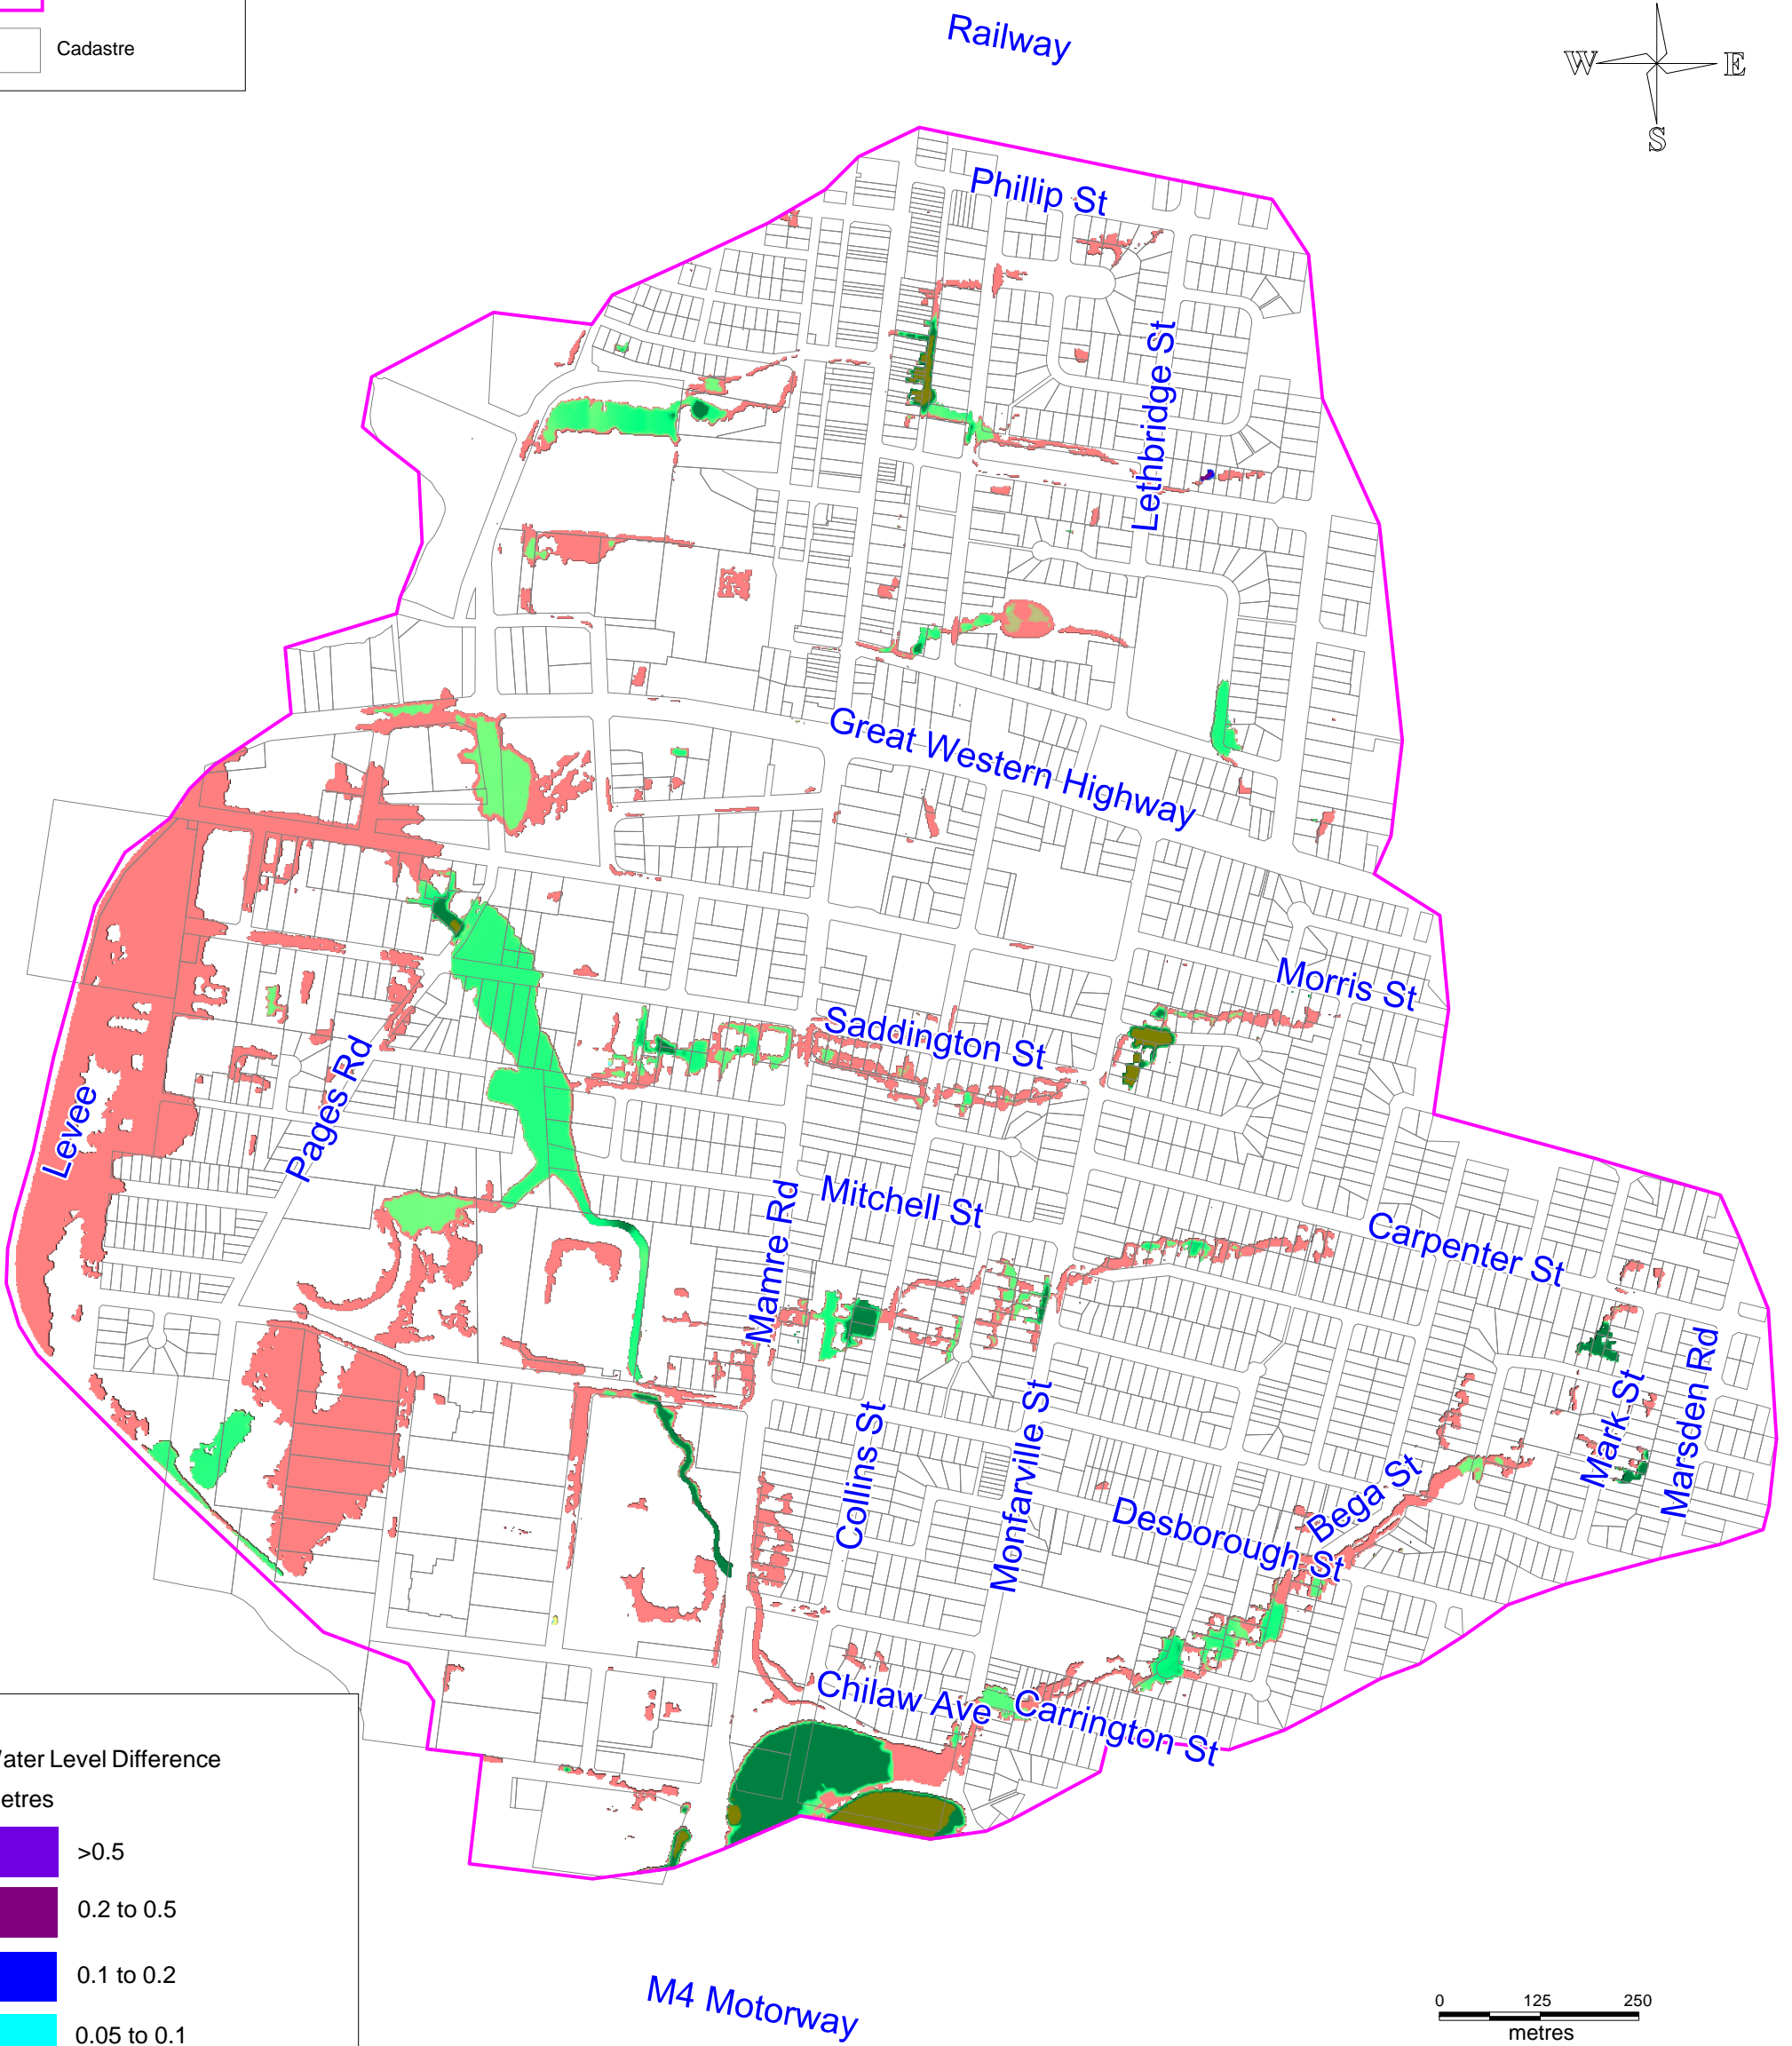 Railway
Cadastre
W
E
S
Phillip St
Lethbridge St
Great Western Highway
Morris St
Saddington St
Pages Rd
Levee
Mitchell St
Mamre Rd
Carpenter St
Collins St
Monfarville St
Mark St
Marsden Rd
Bega St
Desborough St
Chilaw Ave
Carrington St
ater Level Difference
etres
>0.5
0.2 to 0.5
0.1 to 0.2
0.05 to 0.1
M4 Motorway
0 125 250
metres